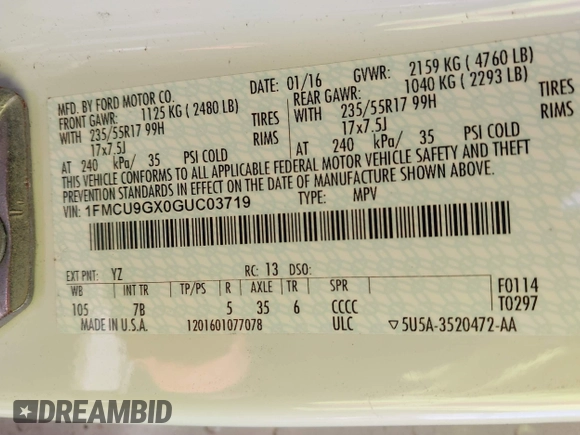 MFD. BY FORD MOTOR CO.
DATE: 01/16 GVWR: 2159 KG ( 4760 LB)
FRONT GAWR: 1125 KG ( 2480 LB) REAR GAWR: 1040 KG ( 2293 LB)
WITH 235/55R17 99H TIRES WITH 235/55R17 99H TIRES
17x7.5J RIMS 17x7.5J RIMS
AT 240 kPa/ 35 PSI COLD AT 240 kPa/ 35 PSI COLD
THIS VEHICLE CONFORMS TO ALL APPLICABLE FEDERAL MOTOR VEHICLE SAFETY AND THEFT
PREVENTION STANDARDS IN EFFECT ON THE DATE OF MANUFACTURE SHOWN ABOVE.
VIN: 1FMCU9GX0GUC03719 TYPE: MPV
EXT PNT: YZ RC: 13 DSO:
WB INT TR TP/PS R AXLE TR SPR F0114
105 7B 5 35 6 CCCC T0297
MADE IN U.S.A. 1201601077078 ULC ▽5U5A-3520472-AA
DREAMBID